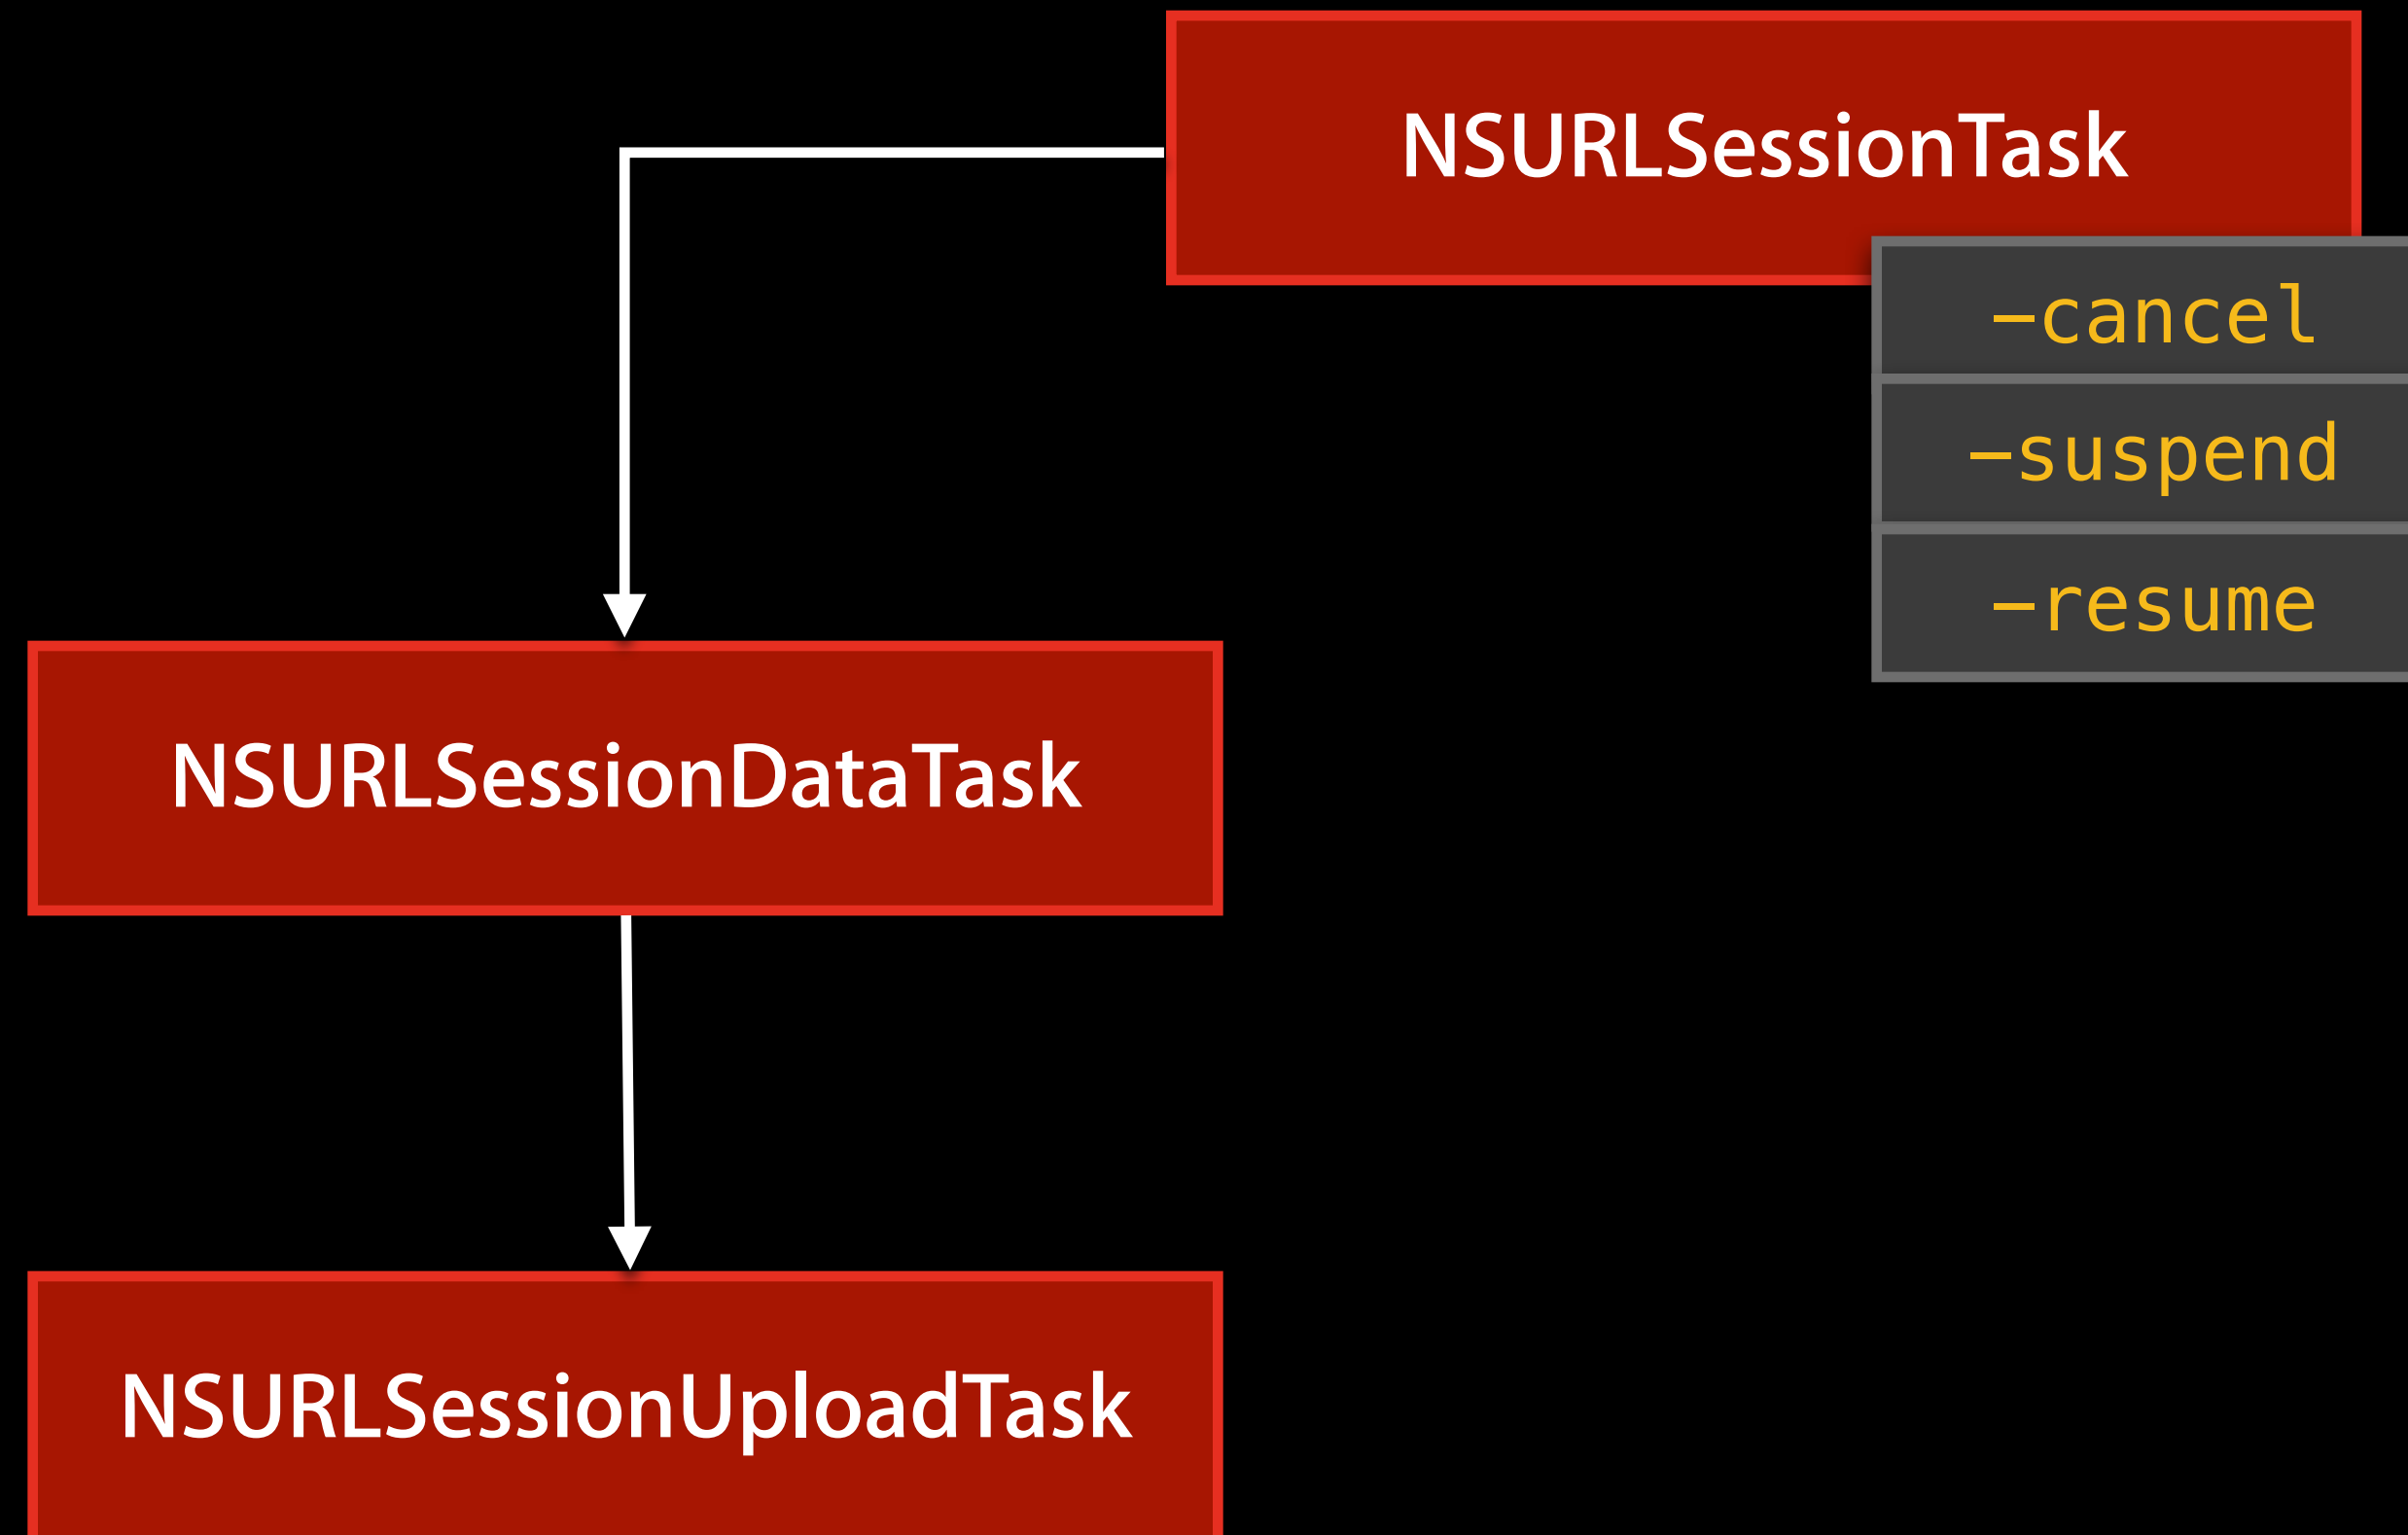 NSURLSessionTask
–cancel
–suspend
–resume
NSURLSessionDataTask
NSURLSessionUploadTask